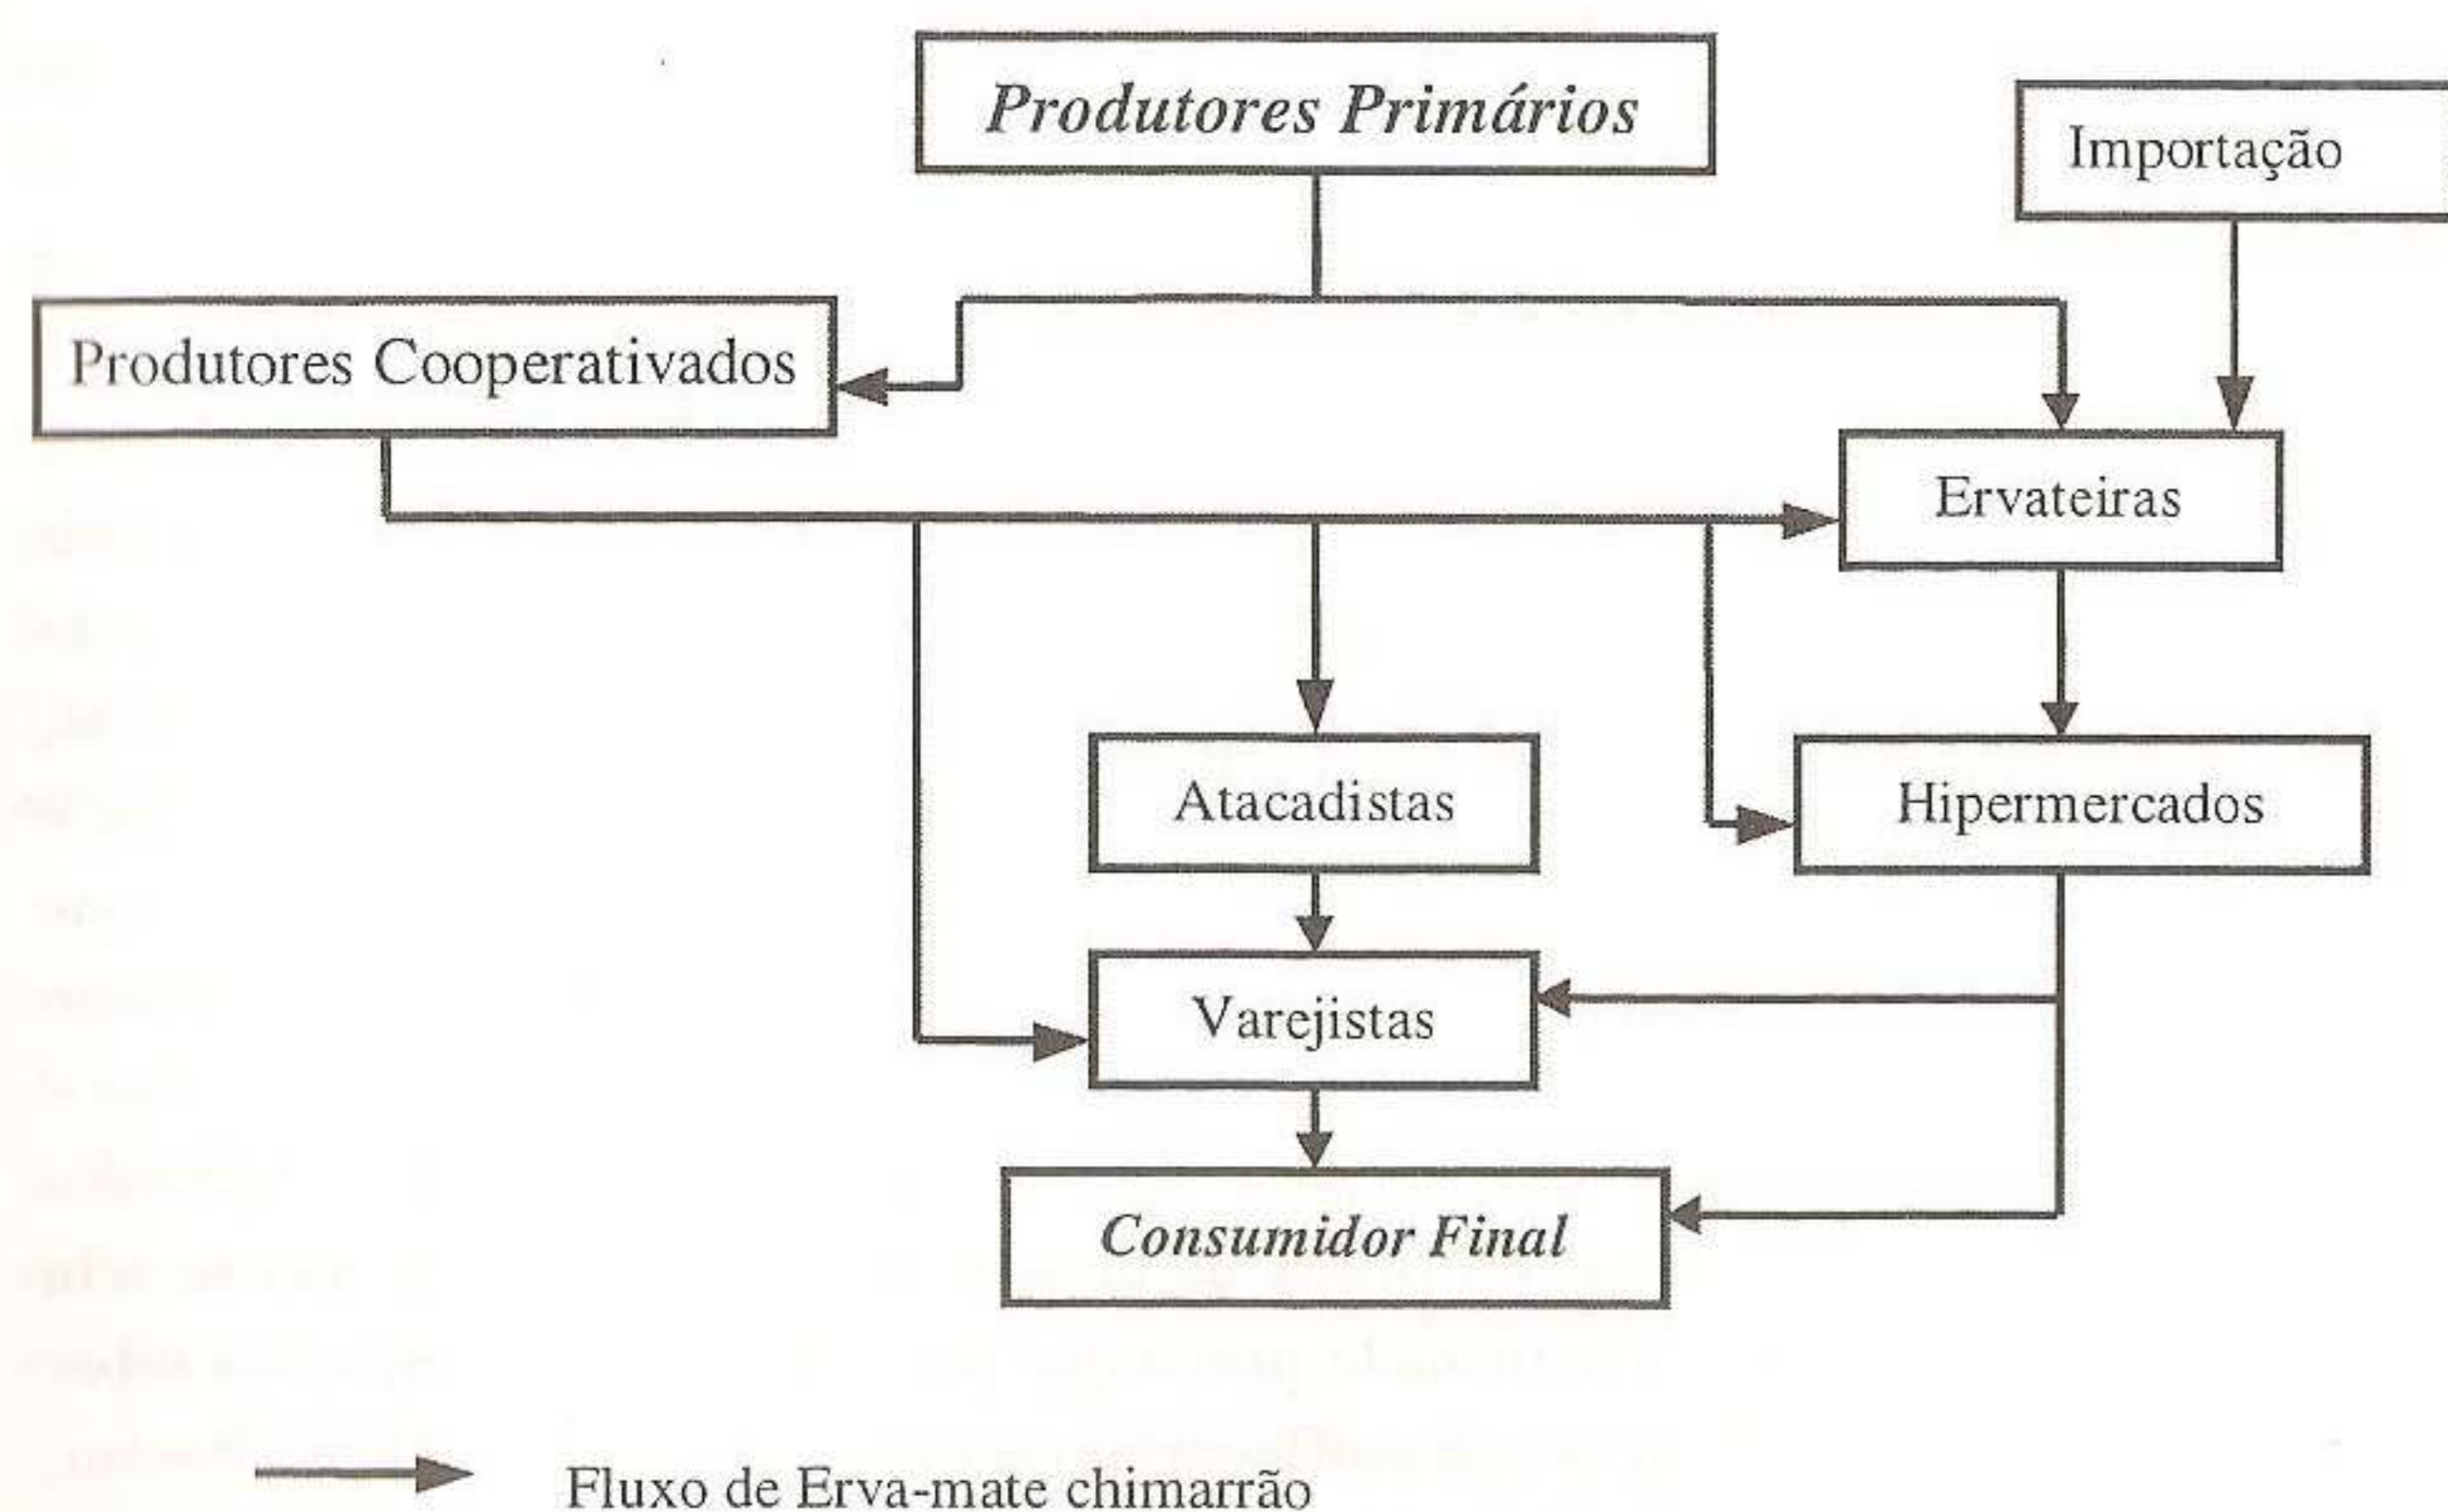 Produtores Primários
Importação
Produtores Cooperativados
Ervateiras
Atacadistas
Hipermercados
Varejistas
Consumidor Final
Fluxo de Erva-mate chimarrão